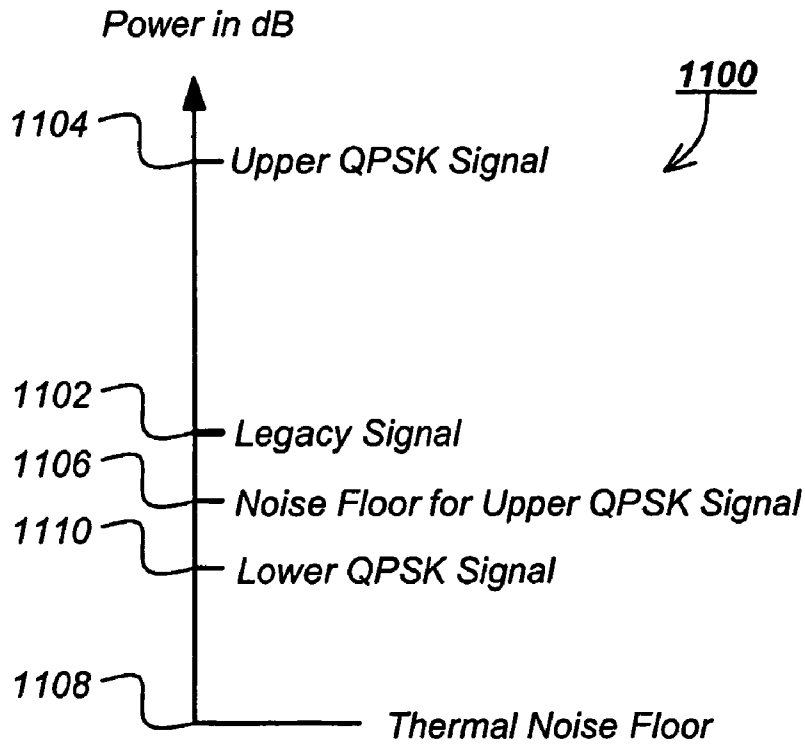 Power in dB
1100
1104
Upper QPSK Signal
1102
Legacy Signal
1106
Noise Floor for Upper QPSK Signal
1110
Lower QPSK Signal
1108
Thermal Noise Floor